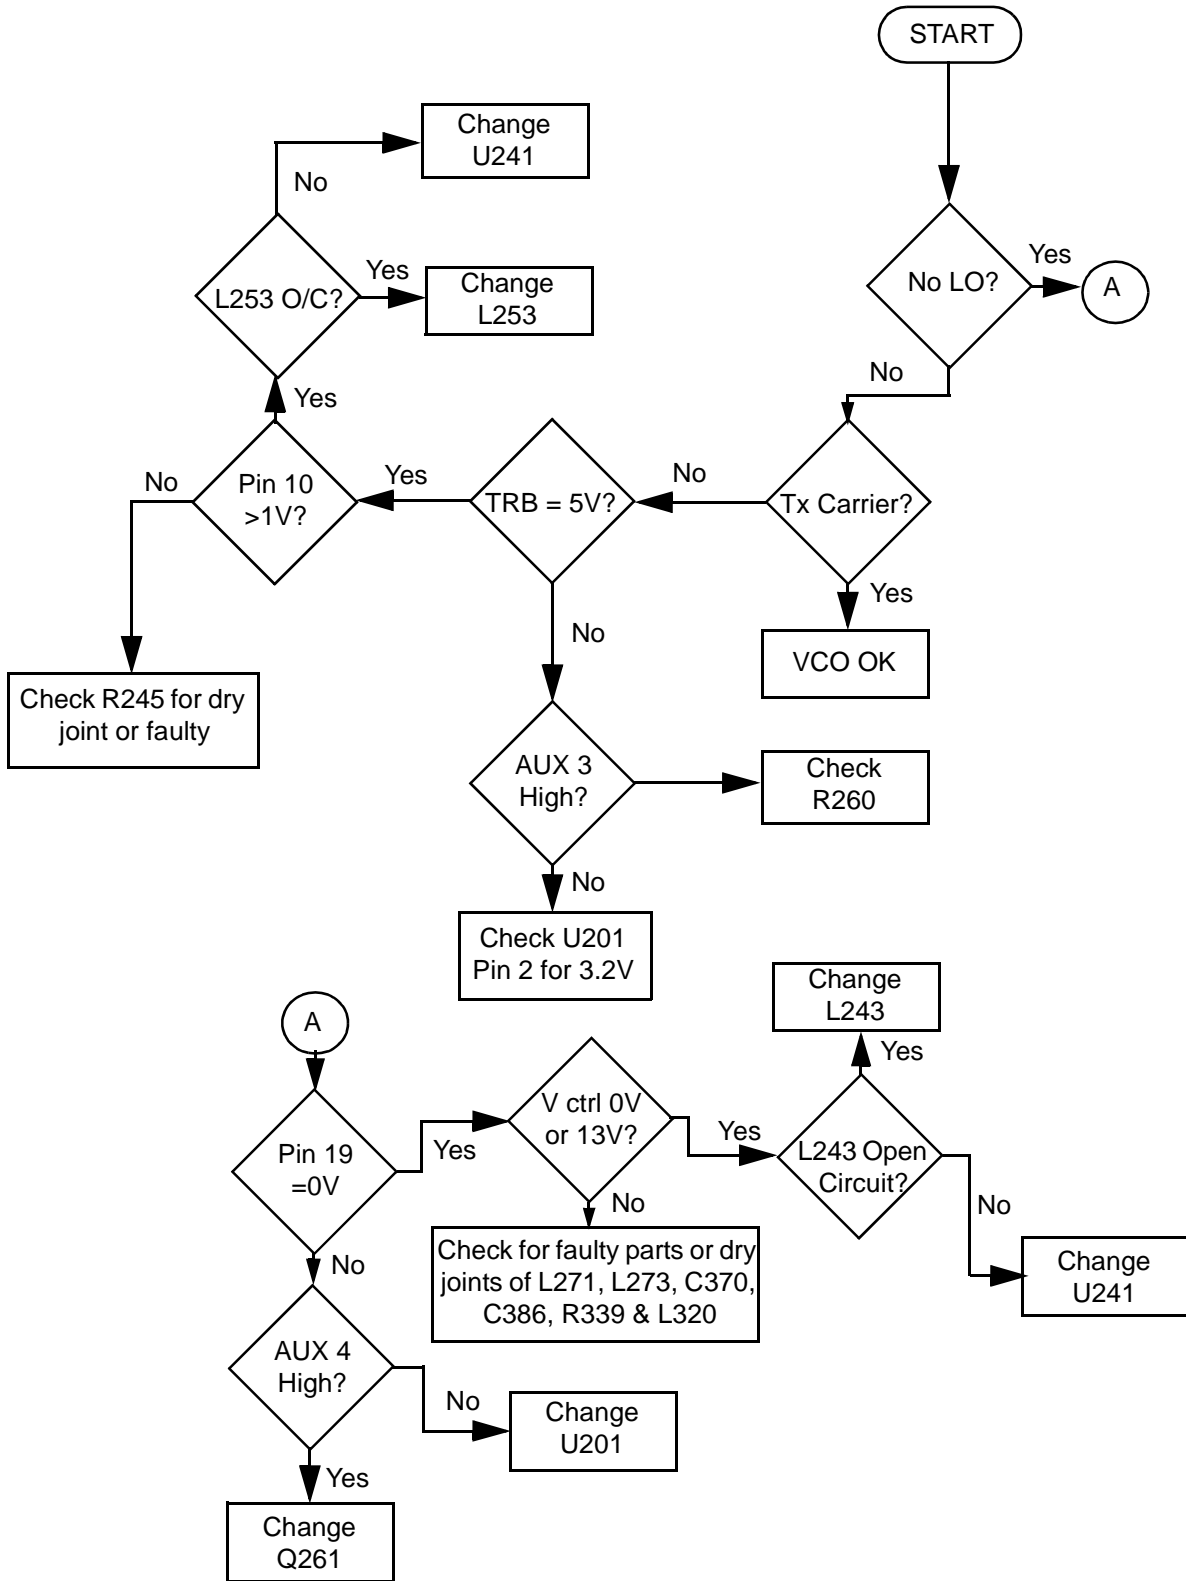 START
Change
U241
No
No LO?
Yes
A
L253 O/C?
Yes
Change
L253
No
Yes
Pin 10
>1V?
No
Yes
TRB = 5V?
No
Tx Carrier?
Yes
VCO OK
No
Check R245 for dry
joint or faulty
AUX 3
High?
Check
R260
No
Check U201
Pin 2 for 3.2V
A
Pin 19
=0V
Yes
V ctrl 0V
or 13V?
Yes
Change
L243
Yes
L243 Open
Circuit?
No
Change
U241
No
Check for faulty parts or dry
joints of L271, L273, C370,
C386, R339 & L320
No
AUX 4
High?
No
Change
U201
Yes
Change
Q261